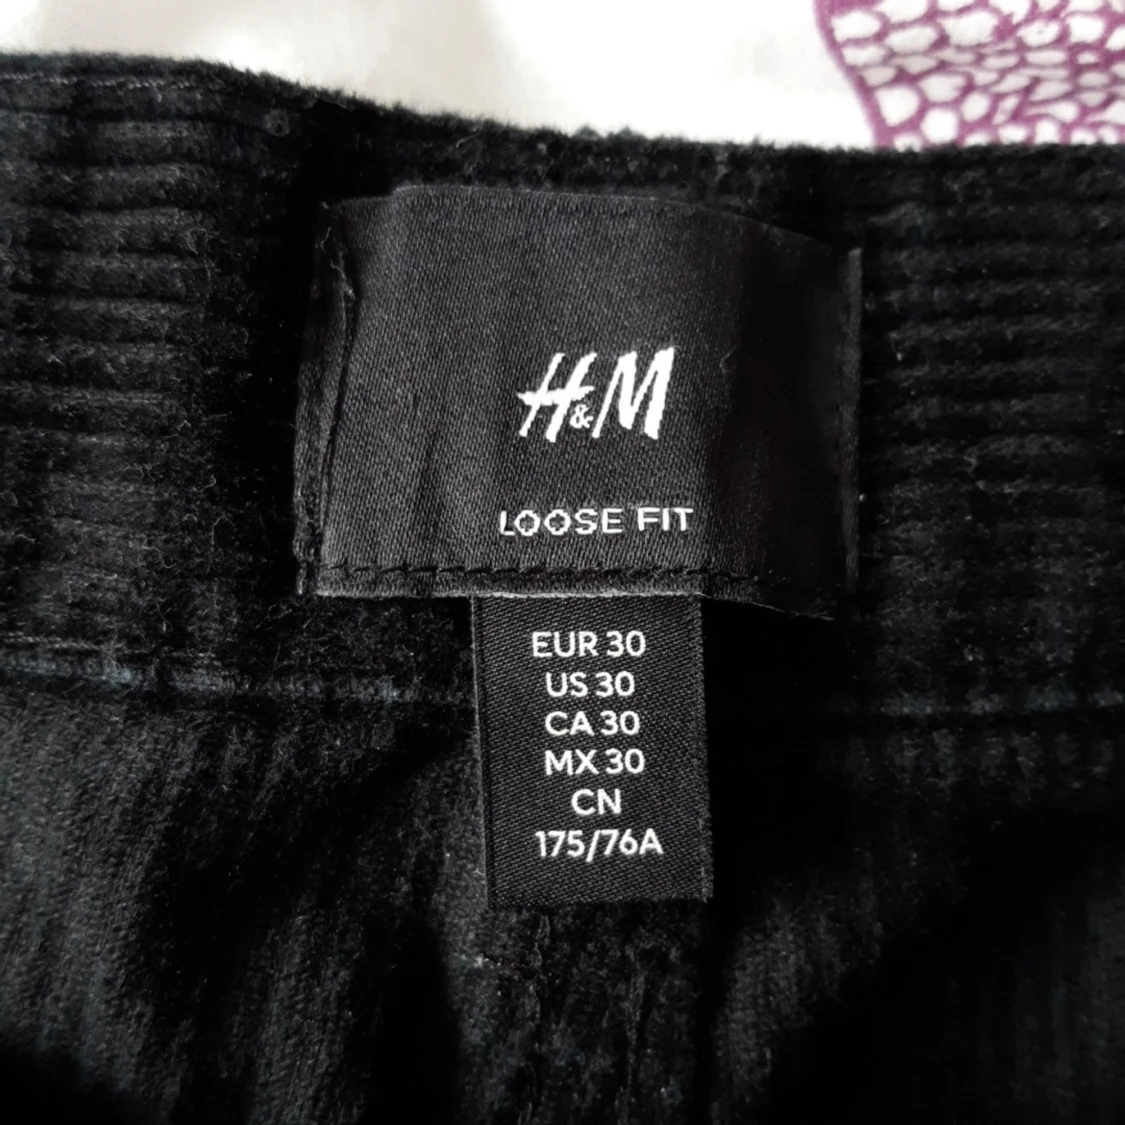 H&M
LOOSE FIT
EUR 30
US 30
CA 30
MX 30
CN
175/76A